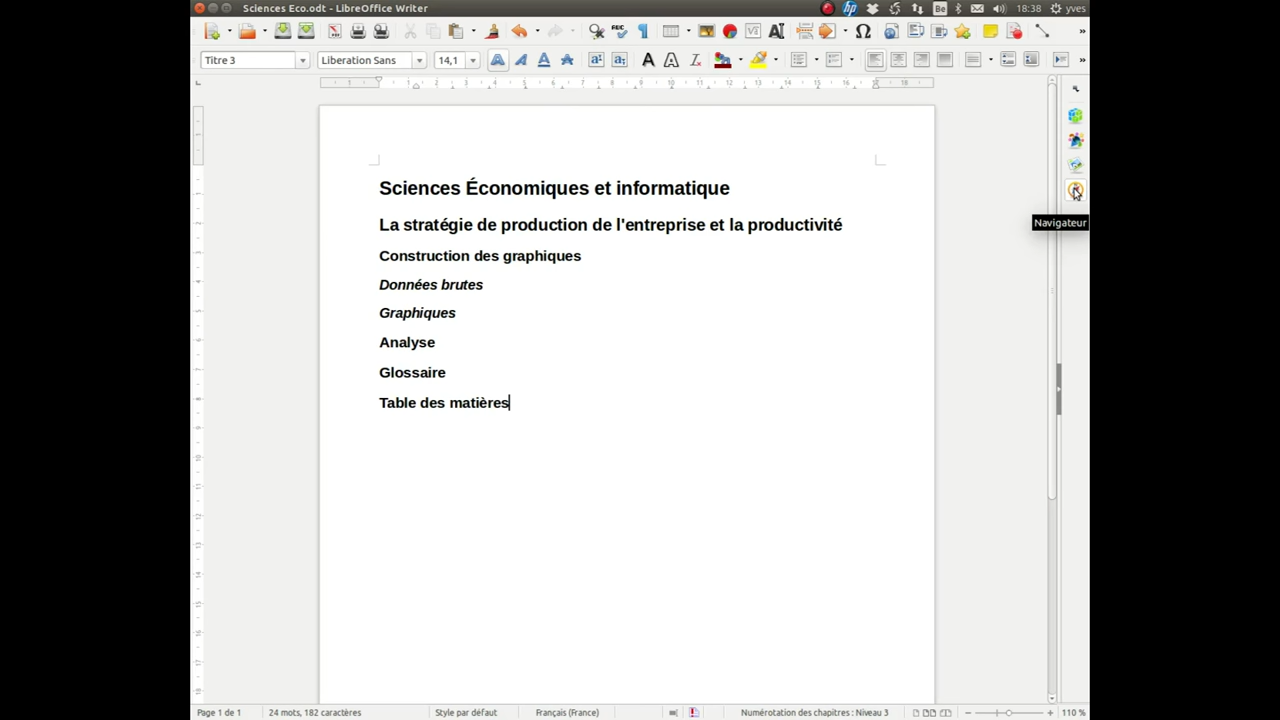 Sciences Eco.odt - LibreOffice Writer
Be
18:38
yves
Titre 3
Liberation Sans
14,1
Sciences Économiques et informatique
La stratégie de production de l'entreprise et la productivité
Navigateur
Construction des graphiques
Données brutes
Graphiques
Analyse
Glossaire
Table des matières
Page 1 de 1
24 mots, 182 caractères
Style par défaut
Français (France)
Numérotation des chapitres : Niveau 3
110 %